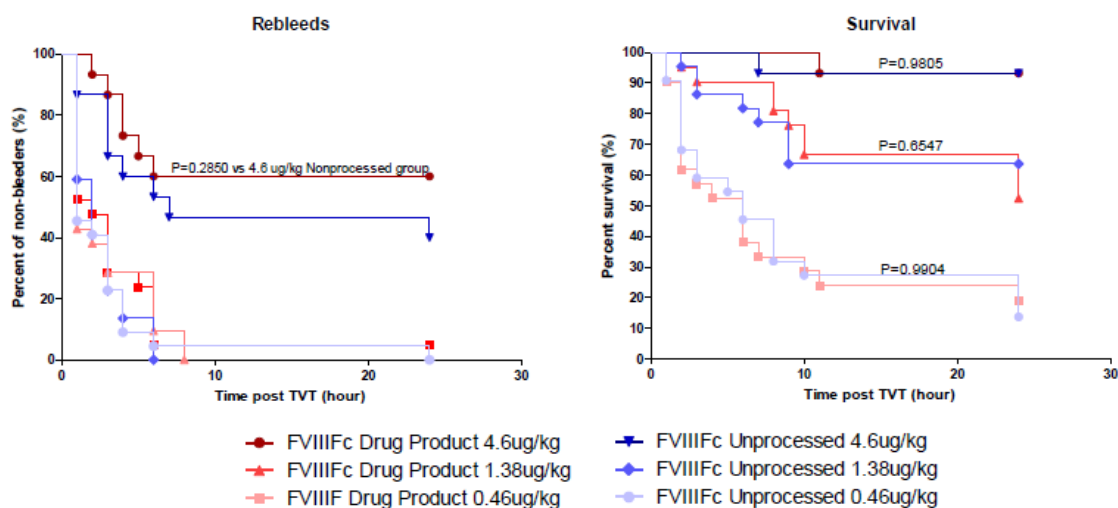 Rebleeds
100
80
60
40
20
0
0 10 20 30
Percent of non-bleeders (%)
Time post TVT (hour)
P=0.2850 vs 4.6 ug/kg Nonprocessed group
Survival
100
90
80
70
60
50
40
30
20
10
0
0 10 20 30
Percent survival (%)
Time post TVT (hour)
P=0.9805
P=0.6547
P=0.9904
FVIIIFc Drug Product 4.6ug/kg
FVIIIFc Drug Product 1.38ug/kg
FVIIIF Drug Product 0.46ug/kg
FVIIIFc Unprocessed 4.6ug/kg
FVIIIFc Unprocessed 1.38ug/kg
FVIIIFc Unprocessed 0.46ug/kg